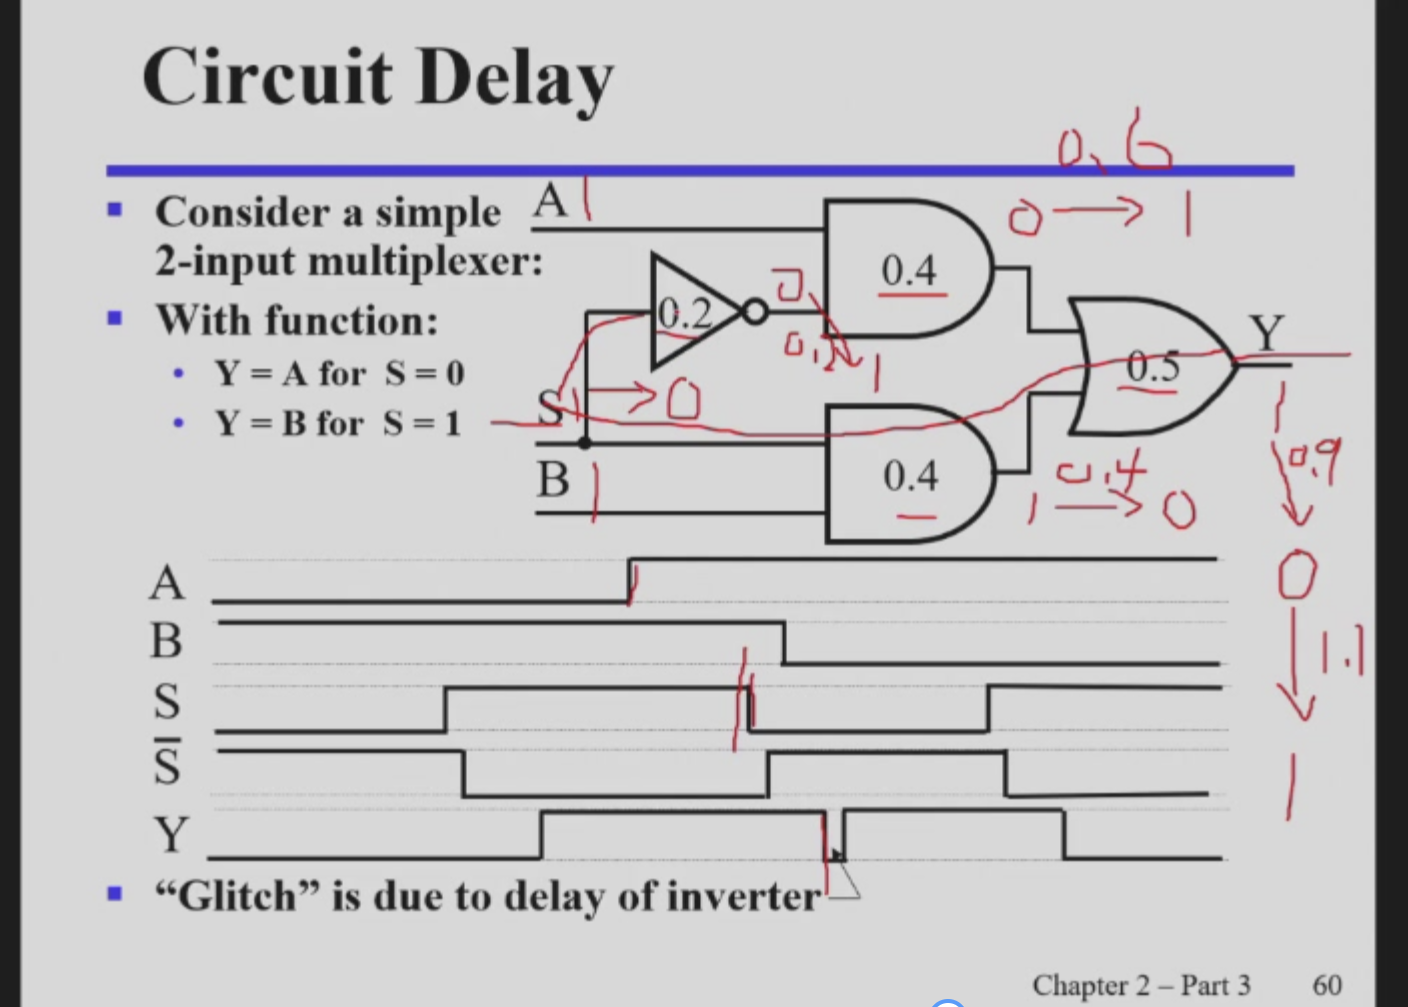 Circuit Delay
0.6
Consider a simple
2-input multiplexer:
With function:
Y = A for S = 0
Y = B for S = 1
A 1
0 → 1
0.4
0.2
0
0.2 1
S 1 → 0
Y
0.5
1
B 1
0.4
0.4
1 → 0
0.9
0
1.1
1
A
B
S
S̅
Y
“Glitch” is due to delay of inverter
Chapter 2 – Part 3 60